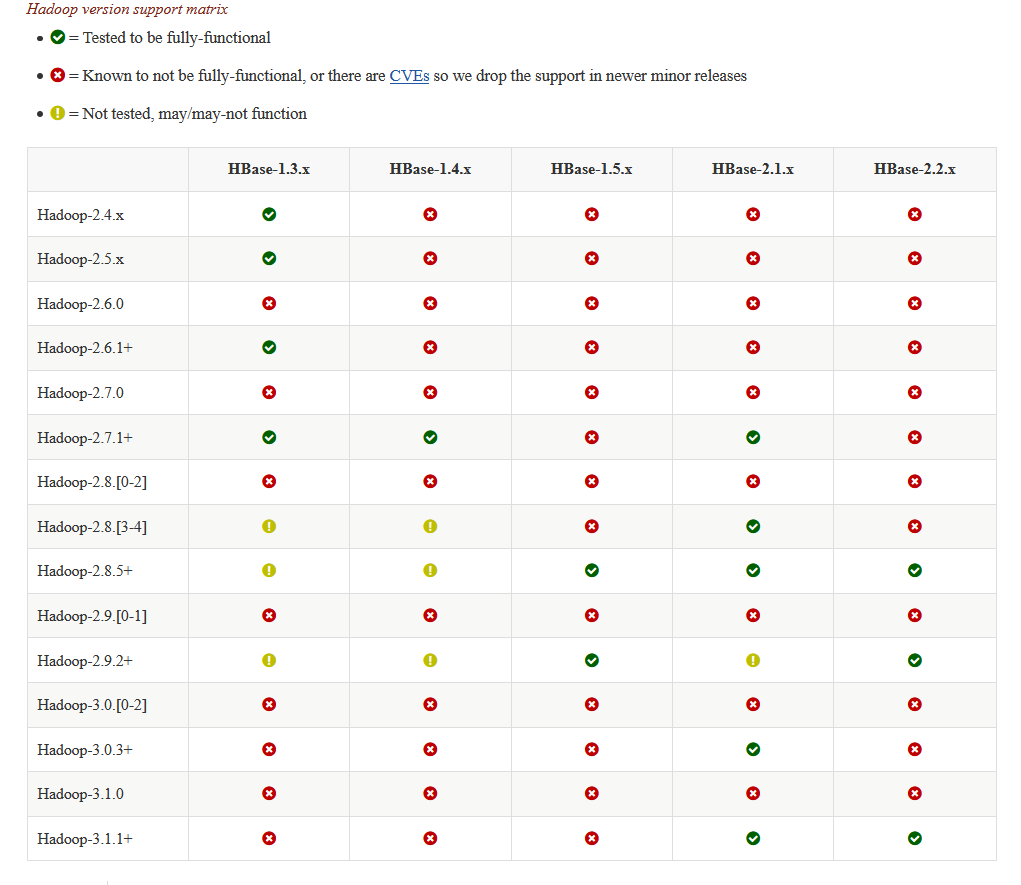 Hadoop version support matrix
= Tested to be fully-functional
= Known to not be fully-functional, or there are CVEs so we drop the support in newer minor releases
= Not tested, may/may-not function
HBase-1.3.x HBase-1.4.x HBase-1.5.x HBase-2.1.x HBase-2.2.x
Hadoop-2.4.x
Hadoop-2.5.x
Hadoop-2.6.0
Hadoop-2.6.1+
Hadoop-2.7.0
Hadoop-2.7.1+
Hadoop-2.8.[0-2]
Hadoop-2.8.[3-4]
Hadoop-2.8.5+
Hadoop-2.9.[0-1]
Hadoop-2.9.2+
Hadoop-3.0.[0-2]
Hadoop-3.0.3+
Hadoop-3.1.0
Hadoop-3.1.1+